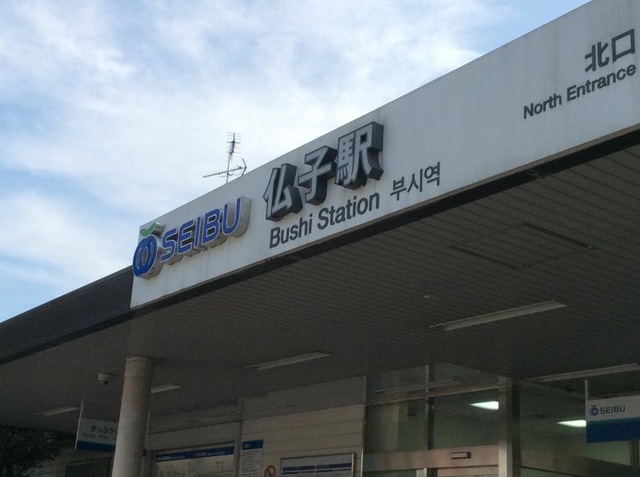 北口
North Entrance
SEIBU 仏子駅
Bushi Station 부시역
SEIBU